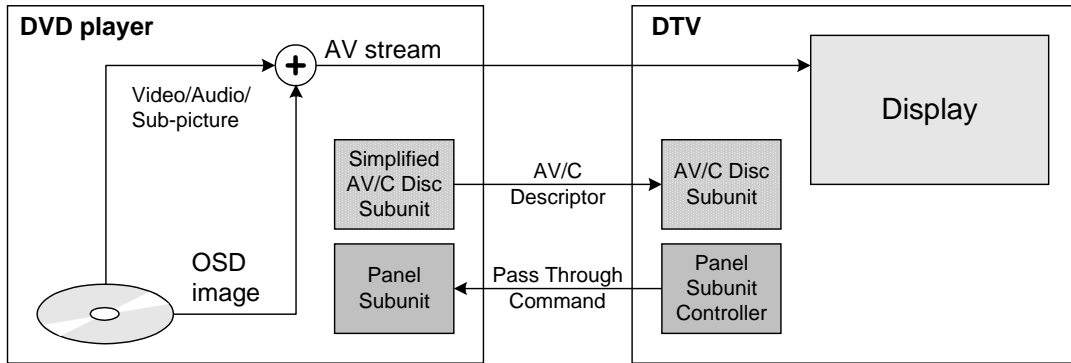 DVD player
DTV
AV stream
Video/Audio/
Sub-picture
Display
Simplified
AV/C Disc
Subunit
AV/C
Descriptor
AV/C Disc
Subunit
OSD
image
Panel
Subunit
Pass Through
Command
Panel
Subunit
Controller